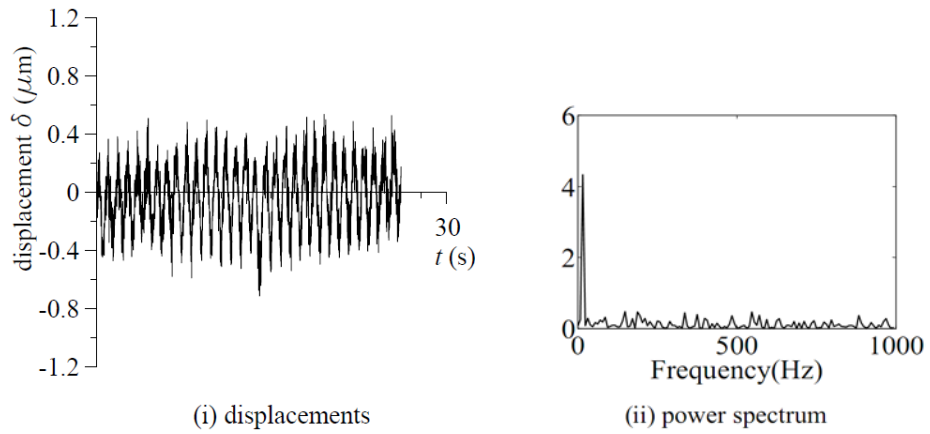 1.2
0.8
0.4
0
-0.4
-0.8
-1.2
displacement δ (μm)
30
t (s)
(i) displacements
6
4
2
0
0 500 1000
Frequency(Hz)
(ii) power spectrum